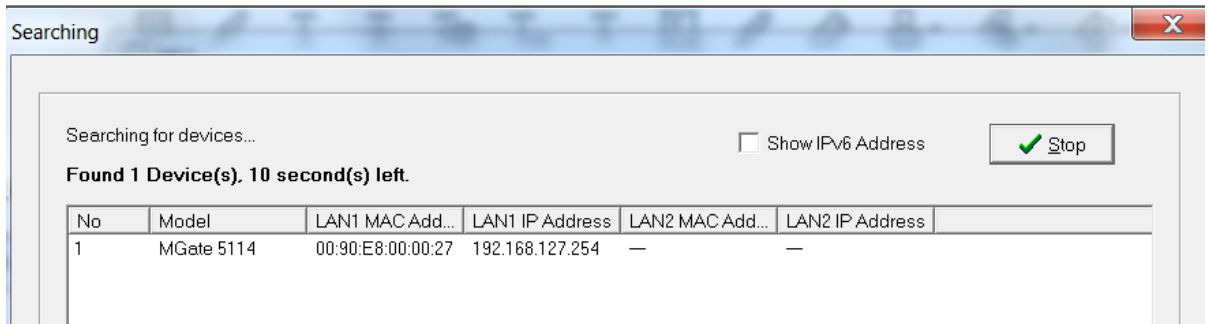 Searching
Searching for devices...
Show IPv6 Address
Stop
Found 1 Device(s), 10 second(s) left.
No Model LAN1 MAC Add... LAN1 IP Address LAN2 MAC Add... LAN2 IP Address
1 MGate 5114 00:90:E8:00:00:27 192.168.127.254 — —